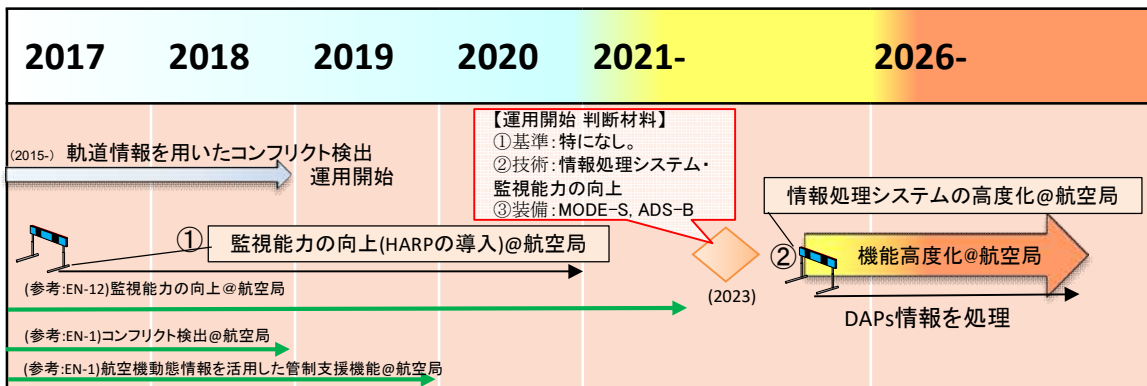 2017 2018 2019 2020 2021- 2026-
【運用開始 判断材料】
①基準：特になし。
②技術：情報処理システム・
監視能力の向上
③装備：MODE-S, ADS-B
(2015-) 軌道情報を用いたコンフリクト検出
運用開始
情報処理システムの高度化@航空局
① 監視能力の向上(HARPの導入)@航空局
② 機能高度化@航空局
(2023)
(参考:EN-12)監視能力の向上@航空局
DAPs情報を処理
(参考:EN-1)コンフリクト検出@航空局
(参考:EN-1)航空機動態情報を活用した管制支援機能@航空局